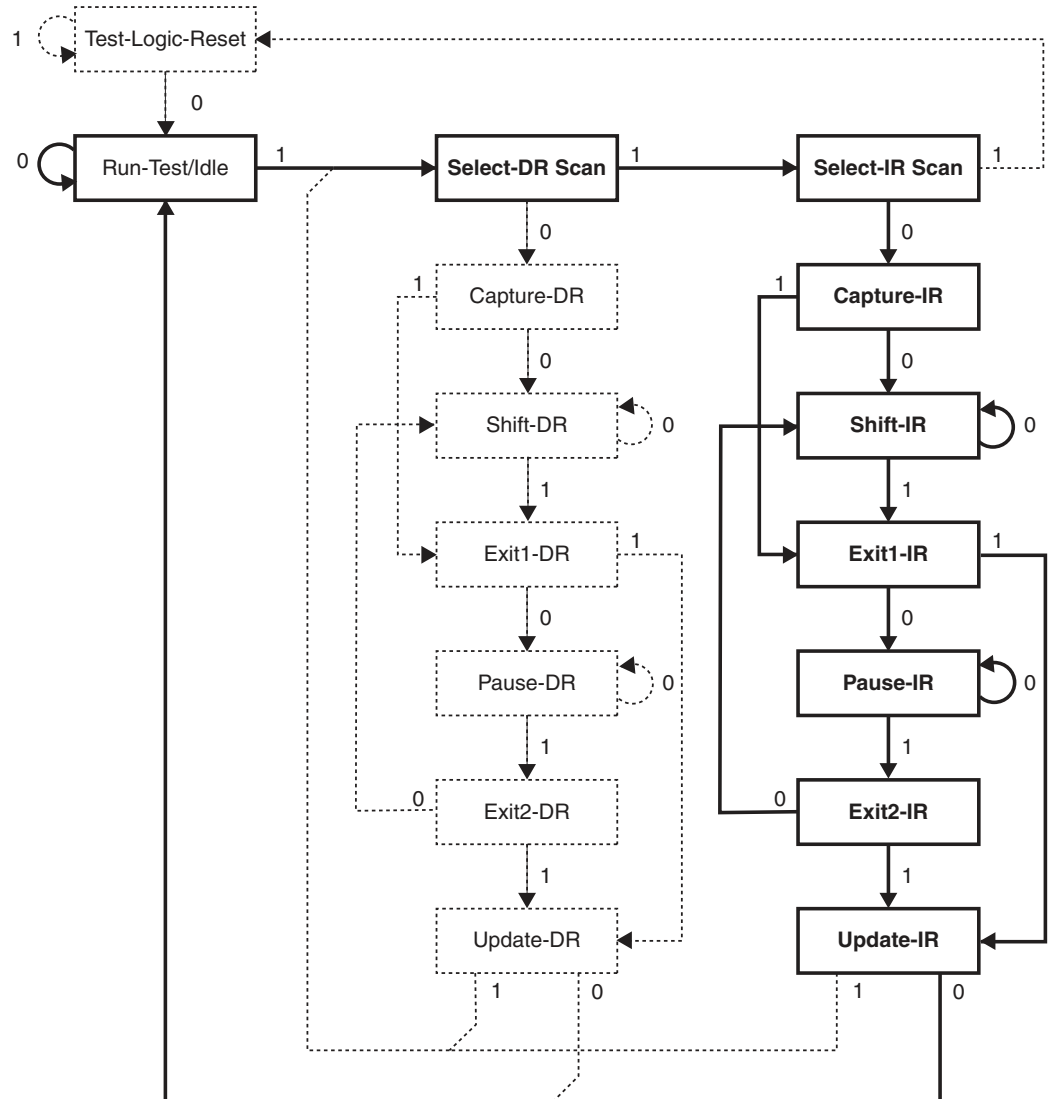 1
Test-Logic-Reset
0
0
Run-Test/Idle
1
Select-DR Scan
1
Select-IR Scan
1
0
0
1
Capture-DR
1
Capture-IR
0
0
Shift-DR
0
Shift-IR
0
1
1
Exit1-DR
1
Exit1-IR
1
0
0
Pause-DR
0
Pause-IR
0
1
1
0
Exit2-DR
0
Exit2-IR
1
1
Update-DR
Update-IR
1
0
1
0